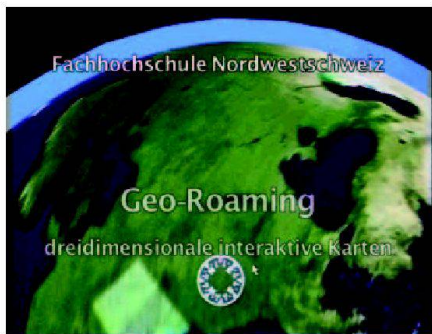 Fachhochschule Nordwestschweiz
Geo-Roaming
dreidimensionale interaktive Karten